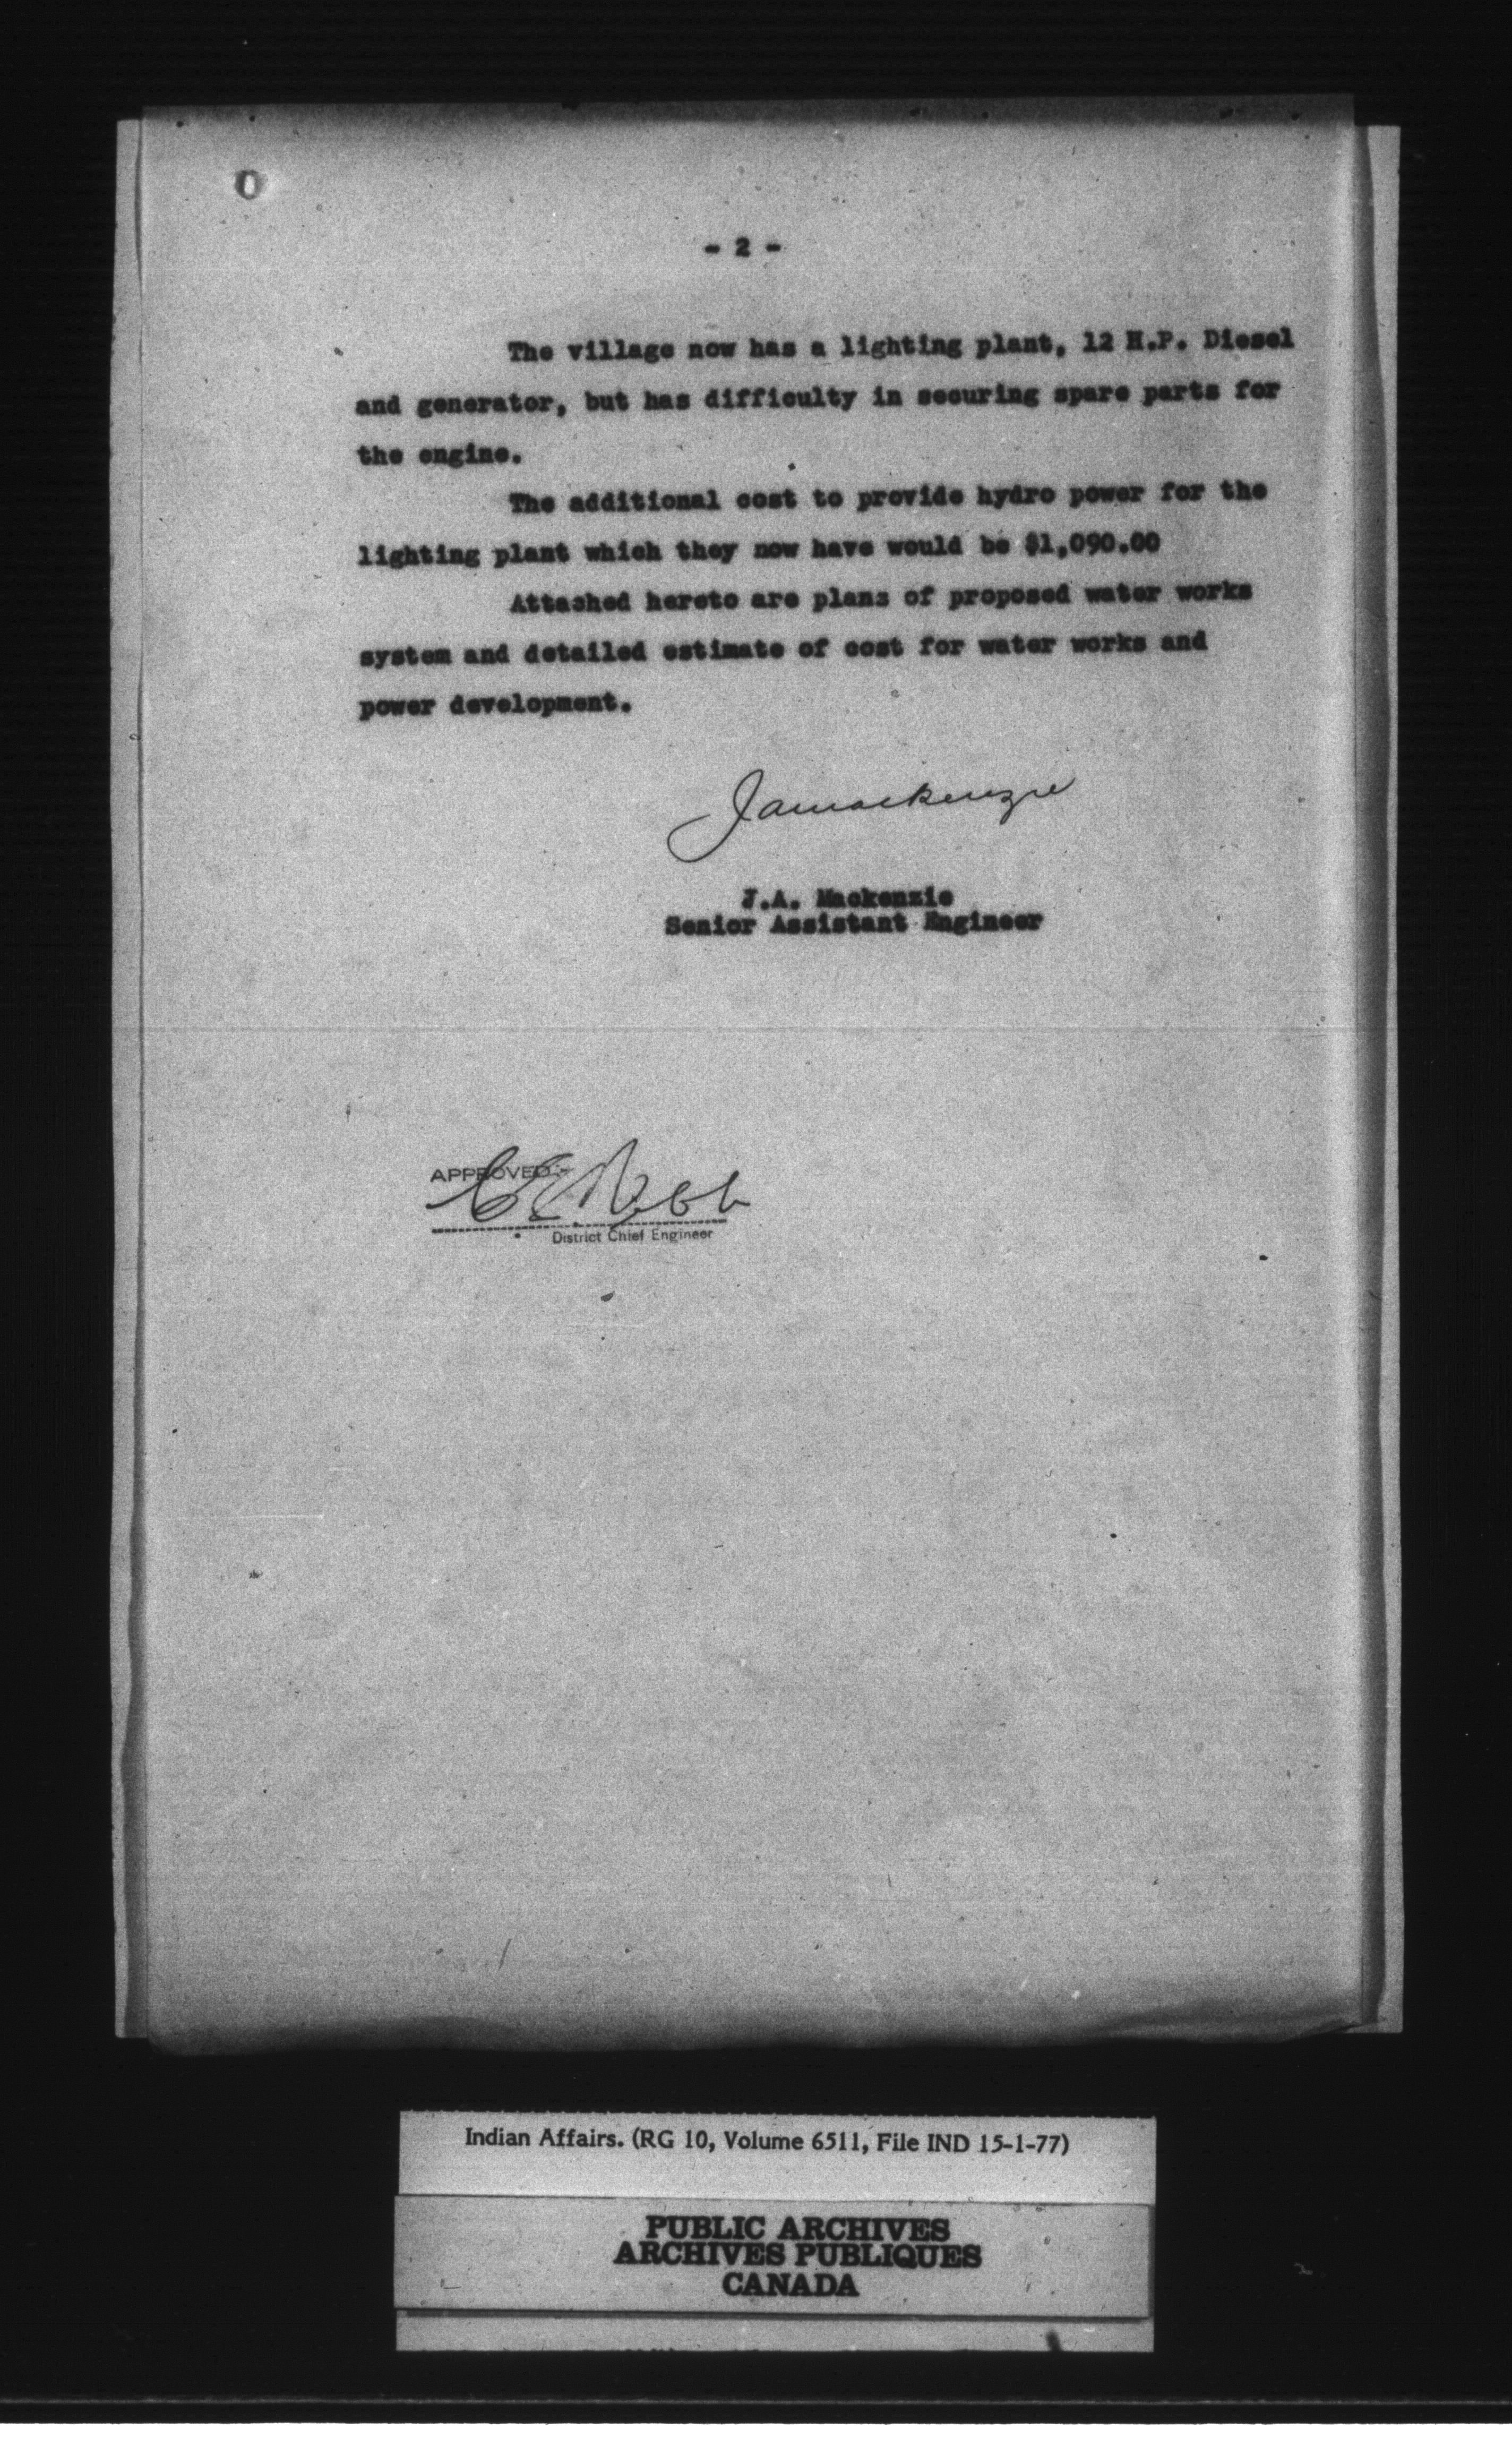 - 2 -
The village now has a lighting plant, 12 H.P. Diesel
and generator, but has difficulty in securing spare parts for
the engine.
The additional cost to provide hydro power for the
lighting plant which they now have would be $1,090.00
Attached hereto are plans of proposed water works
system and detailed estimate of cost for water works and
power development.
Jamackenzie
J.A. Mackenzie
Senior Assistant Engineer
APPROVED:-
C E Webb
District Chief Engineer
Indian Affairs. (RG 10, Volume 6511, File IND 15-1-77)
PUBLIC ARCHIVES
ARCHIVES PUBLIQUES
CANADA